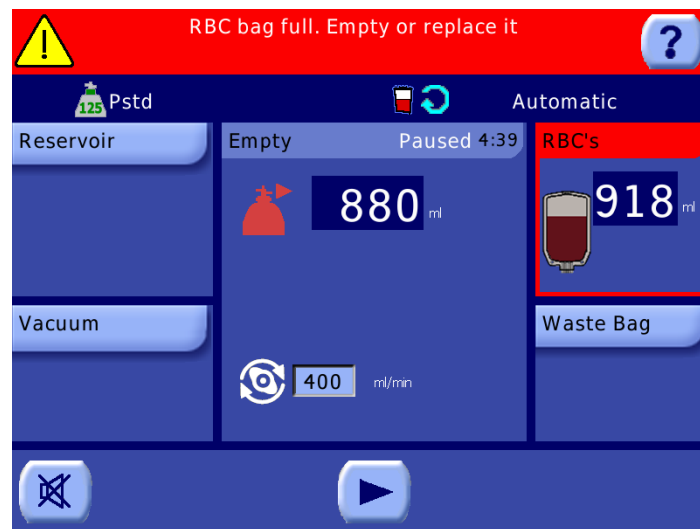 RBC bag full. Empty or replace it
?
125 Pstd
Automatic
Reservoir
Empty Paused 4:39
RBC's
880 ml
918 ml
Vacuum
Waste Bag
400 ml/min